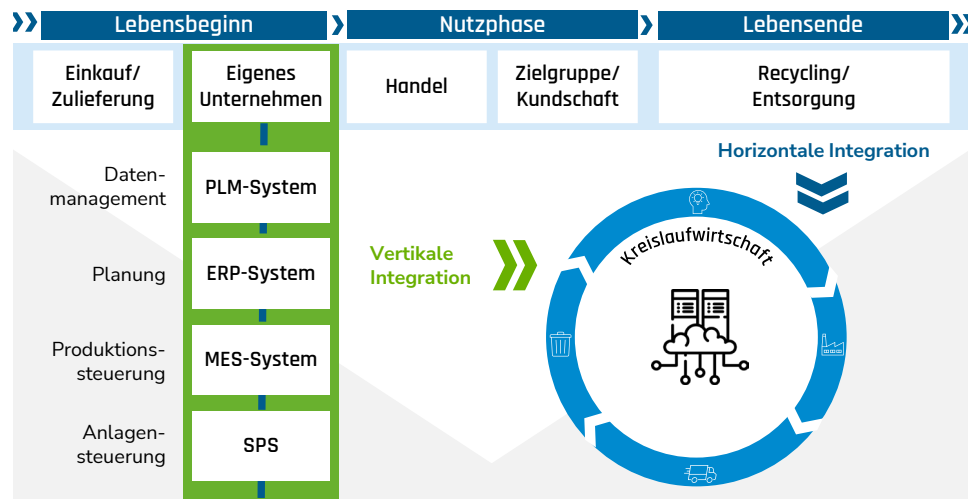 Lebensbeginn
Nutzphase
Lebensende
Einkauf/
Zulieferung
Eigenes
Unternehmen
Handel
Zielgruppe/
Kundschaft
Recycling/
Entsorgung
Horizontale Integration
Daten-
management
PLM-System
Kreislaufwirtschaft
Vertikale
Integration
Planung
ERP-System
Produktions-
steuerung
MES-System
Anlagen-
steuerung
SPS